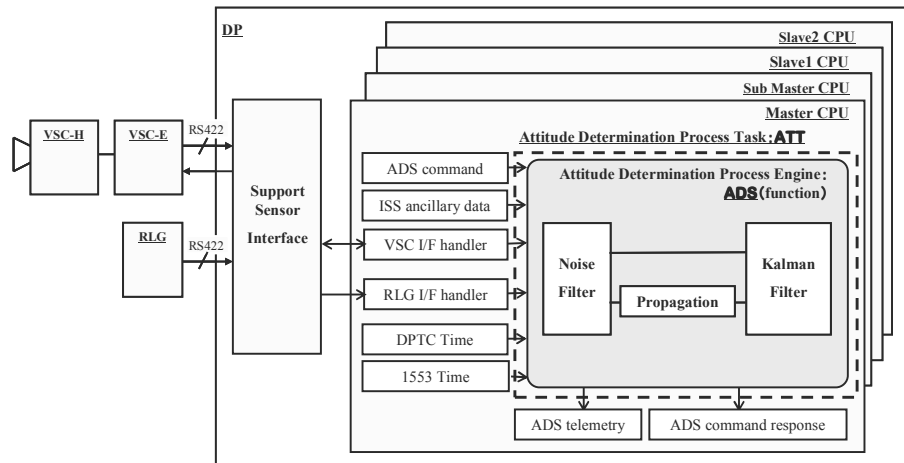 DP
Slave2 CPU
Slave1 CPU
Sub Master CPU
Master CPU
VSC-H
VSC-E
RS422
RLG
RS422
Support
Sensor
Interface
Attitude Determination Process Task:ATT
ADS command
ISS ancillary data
VSC I/F handler
RLG I/F handler
DPTC Time
1553 Time
Attitude Determination Process Engine:
ADS(function)
Noise
Filter
Propagation
Kalman
Filter
ADS telemetry
ADS command response